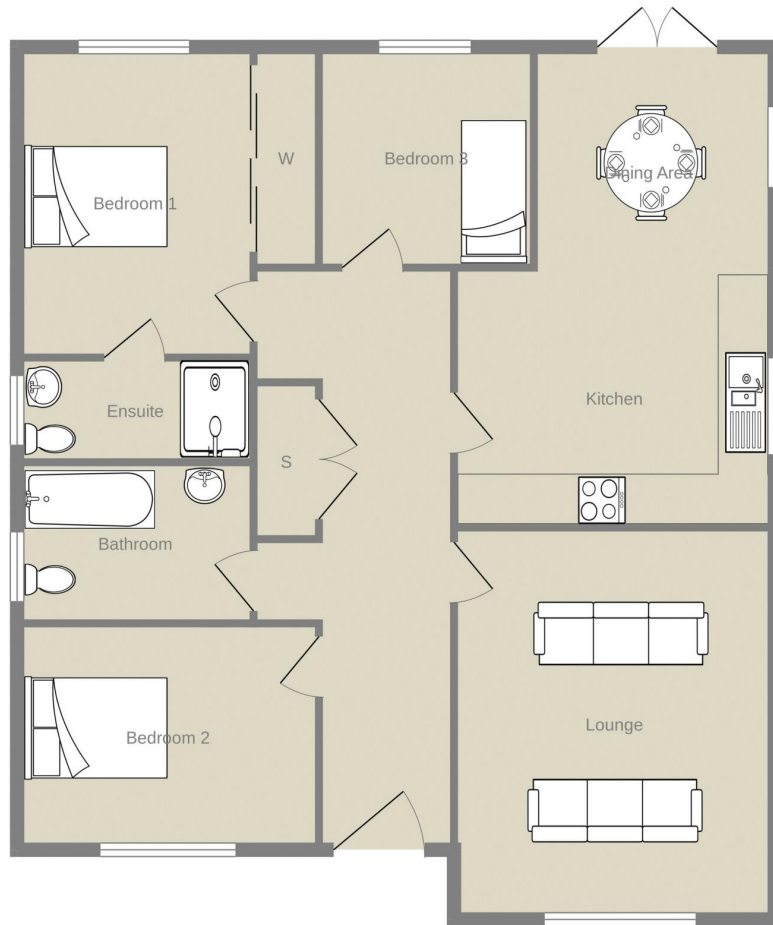 W
Bedroom 3
Dining Area
Bedroom 1
Kitchen
Ensuite
S
Bathroom
Lounge
Bedroom 2